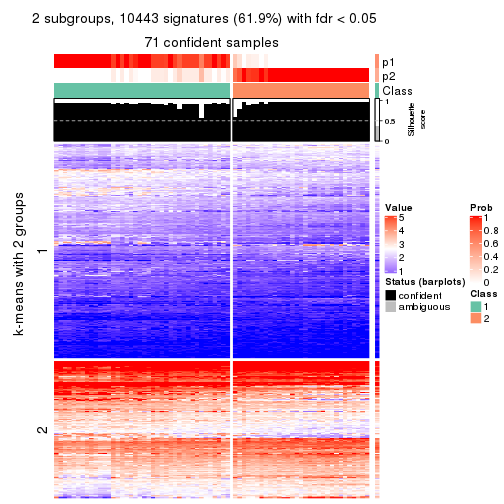 2 subgroups, 10443 signatures (61.9%) with fdr < 0.05
71 confident samples
p1
p2
Class
1
0.5
0
Silhouette
score
k-means with 2 groups
1
2
Value
5
4
3
2
1
Status (barplots)
confident
ambiguous
Prob
1
0.8
0.6
0.4
0.2
0
Class
1
2